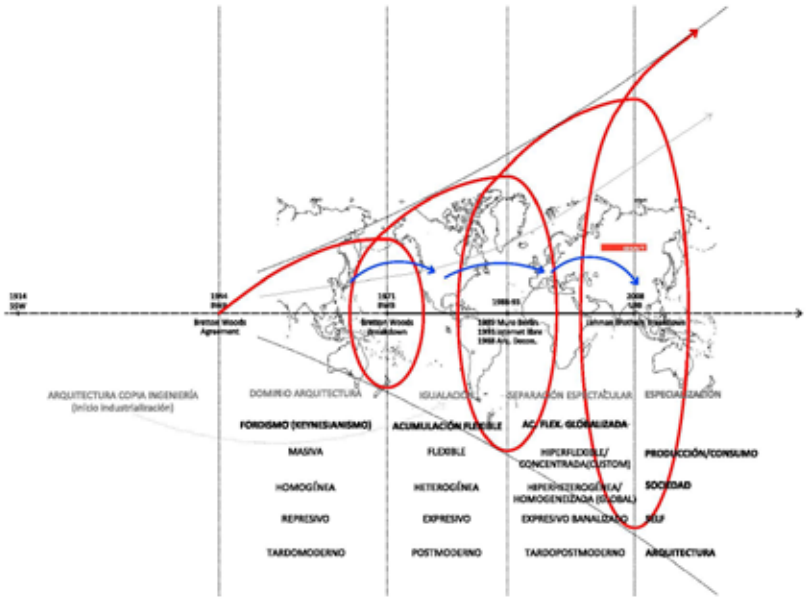 1914
1944
1971
1988-93
2008
Bretton Woods
Agreement
Bretton Woods
Breakdown
1989 Muro Berlín
1993 Internet libre
1988 Arq. Decon.
Lehman Brothers Breakdown
ARQUITECTURA COPIA INGENIERÍA
(Inicio Industrialización)
DOMINIO ARQUITECTURA
IGUALACIÓN
SEPARACIÓN ESPECTACULAR
ESPECIALIZACIÓN
FORDISMO (KEYNESIANISMO)
ACUMULACIÓN FLEXIBLE
AC. FLEX. GLOBALIZADA
MASIVA
FLEXIBLE
HIPERFLEXIBLE/
CONCENTRADA(CUSTOM)
PRODUCCIÓN/CONSUMO
HOMOGÉNEA
HETEROGÉNEA
HIPERHETEROGÉNEA/
HOMOGENEIZADA (GLOBAL)
SOCIEDAD
REPRESIVO
EXPRESIVO
EXPRESIVO BANALIZADO
SELF
TARDOMODERNO
POSTMODERNO
TARDOPOSTMODERNO
ARQUITECTURA